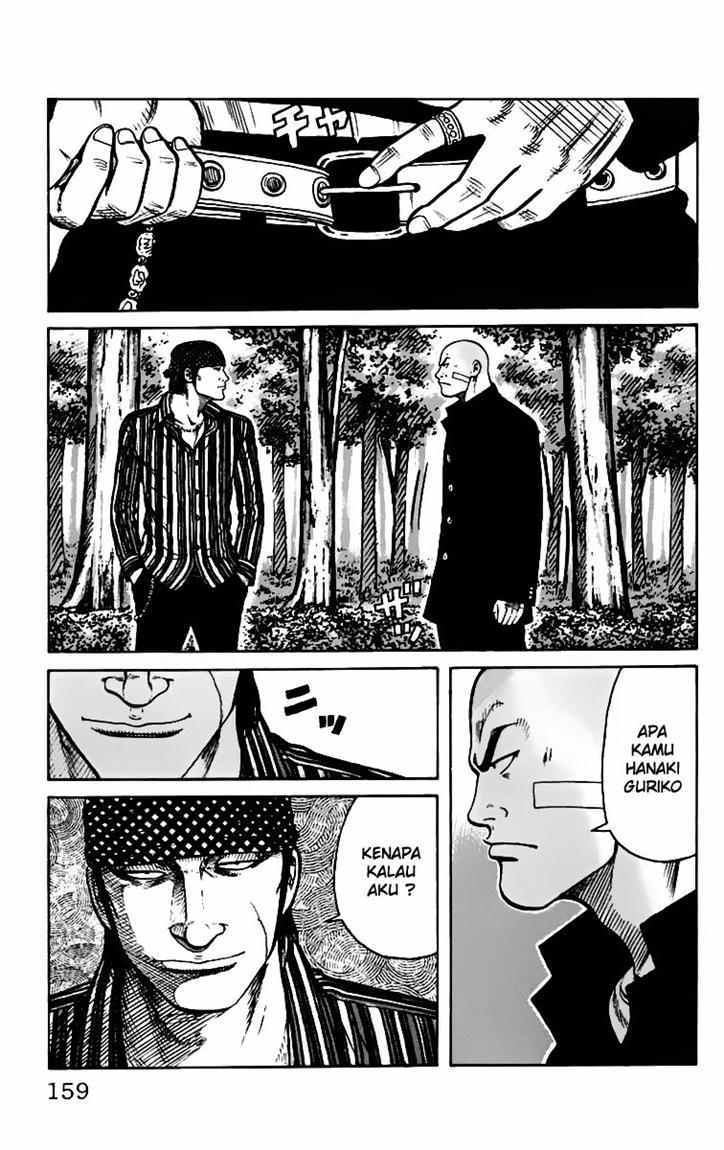 チャ
ザッ
APA
KAMU
HANAKI
GURIKO
ニッ
KENAPA
KALAU
AKU ?
159